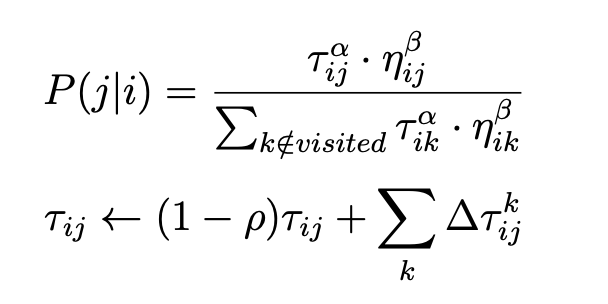 P(j|i) = \frac{\tau_{ij}^{\alpha} \cdot \eta_{ij}^{\beta}}{\sum_{k \notin visited} \tau_{ik}^{\alpha} \cdot \eta_{ik}^{\beta}}
\tau_{ij} \leftarrow (1 - \rho)\tau_{ij} + \sum_{k} \Delta\tau_{ij}^{k}